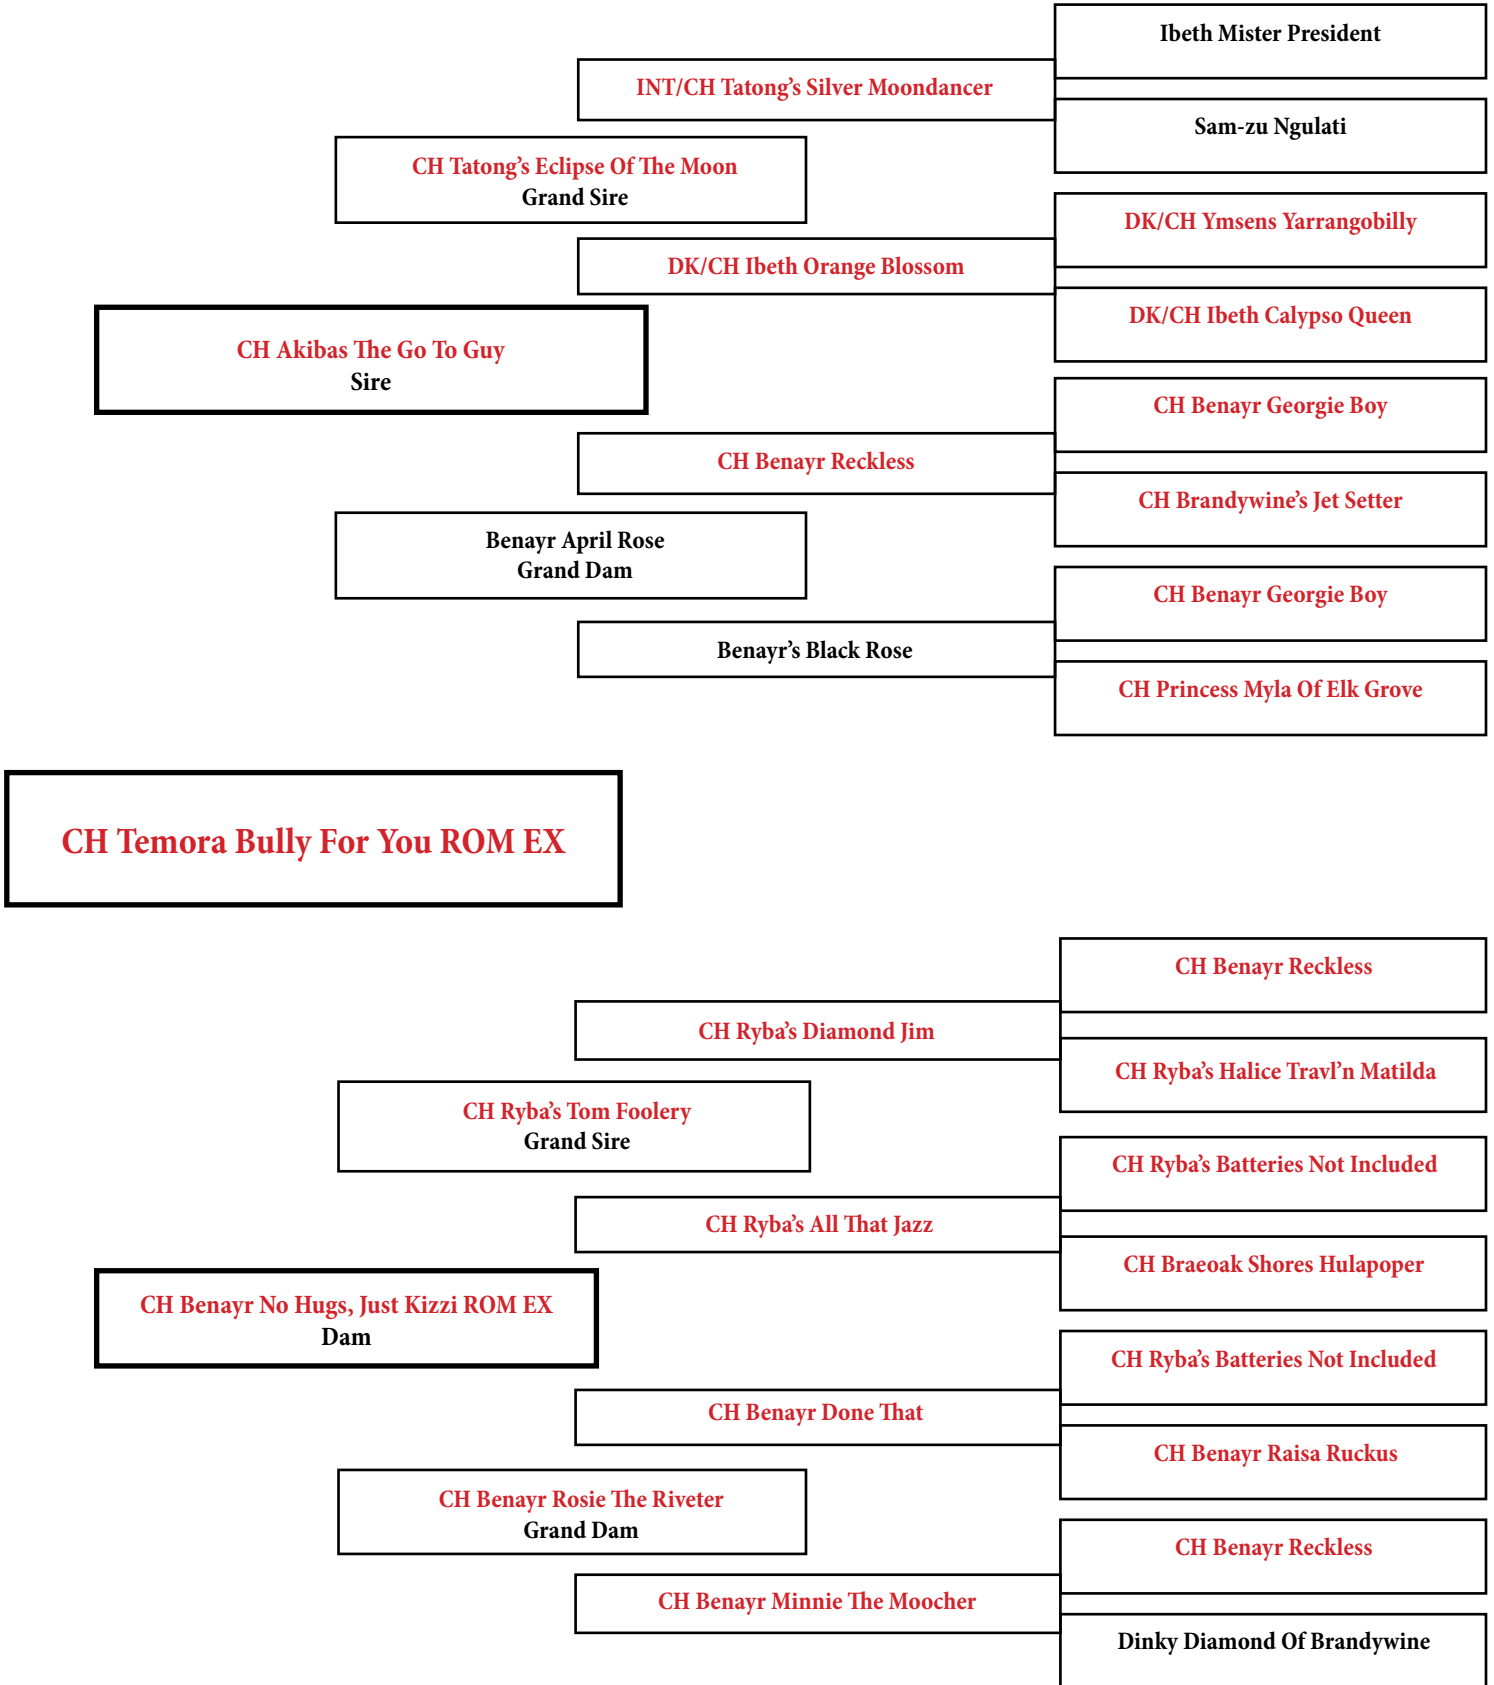 Ibeth Mister President
INT/CH Tatong’s Silver Moondancer
Sam-zu Ngulati
CH Tatong’s Eclipse Of The Moon
Grand Sire
DK/CH Ymsens Yarrangobilly
DK/CH Ibeth Orange Blossom
DK/CH Ibeth Calypso Queen
CH Akibas The Go To Guy
Sire
CH Benayr Georgie Boy
CH Benayr Reckless
CH Brandywine’s Jet Setter
Benayr April Rose
Grand Dam
CH Benayr Georgie Boy
Benayr’s Black Rose
CH Princess Myla Of Elk Grove
CH Temora Bully For You ROM EX
CH Benayr Reckless
CH Ryba’s Diamond Jim
CH Ryba’s Halice Travl’n Matilda
CH Ryba’s Tom Foolery
Grand Sire
CH Ryba’s Batteries Not Included
CH Ryba’s All That Jazz
CH Braeoak Shores Hulapoper
CH Benayr No Hugs, Just Kizzi ROM EX
Dam
CH Ryba’s Batteries Not Included
CH Benayr Done That
CH Benayr Raisa Ruckus
CH Benayr Rosie The Riveter
Grand Dam
CH Benayr Reckless
CH Benayr Minnie The Moocher
Dinky Diamond Of Brandywine